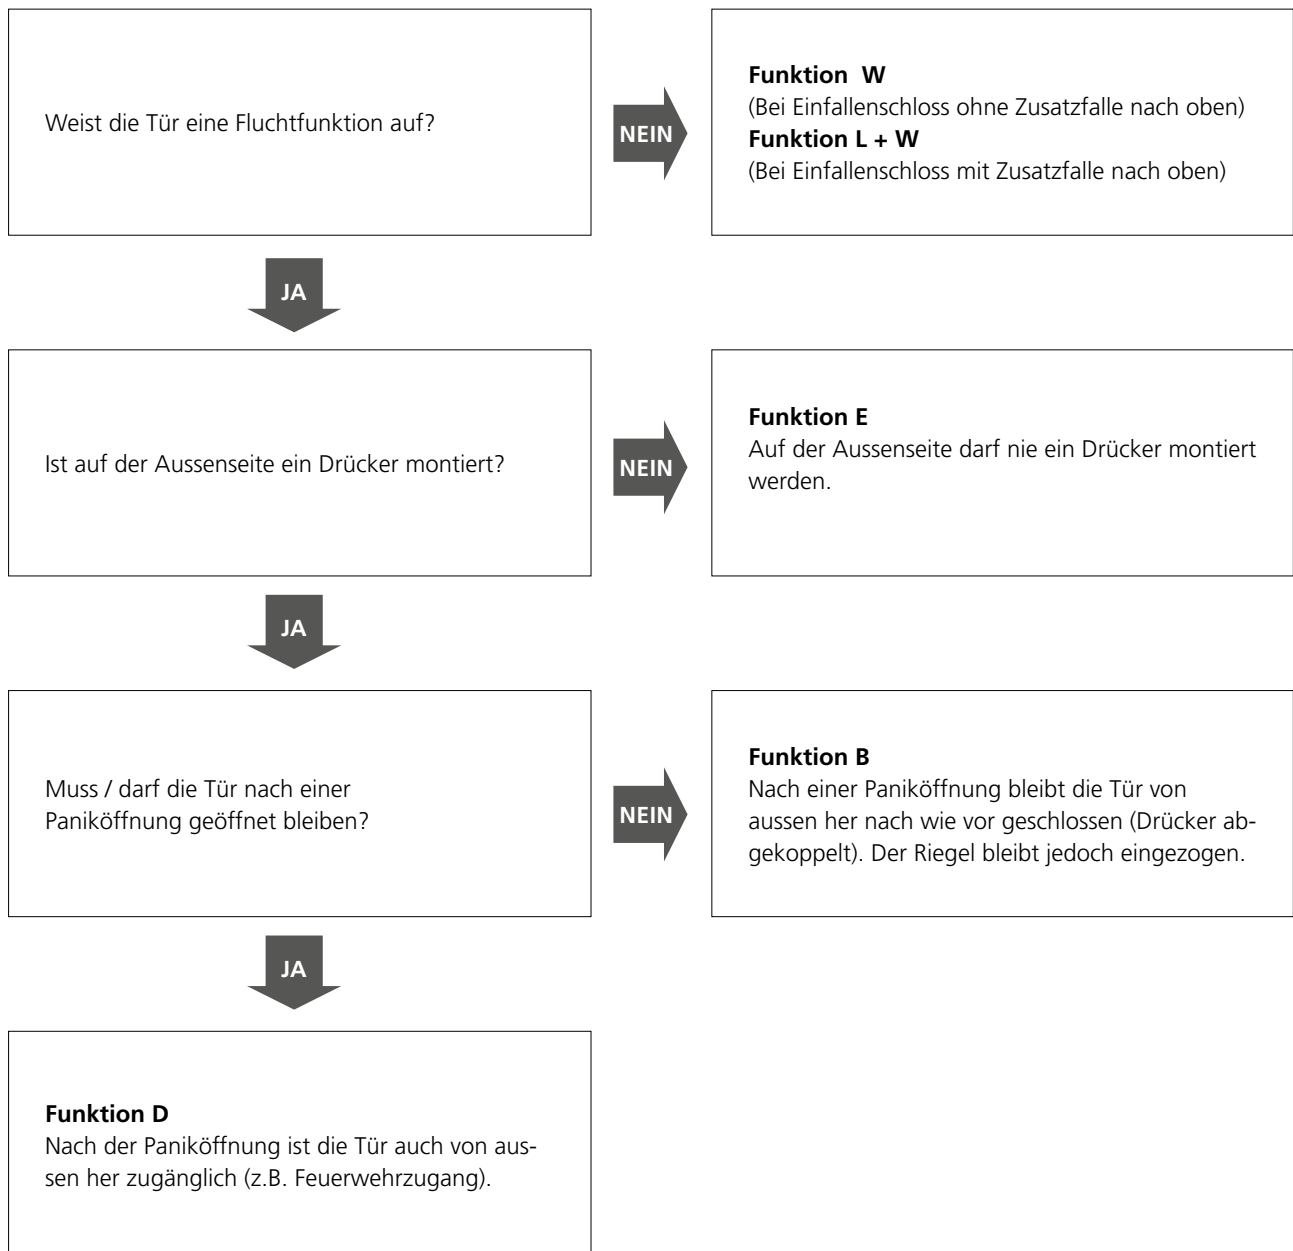 Weist die Tür eine Fluchtfunktion auf?
NEIN
Funktion W
(Bei Einfallenschloss ohne Zusatzfalle nach oben)
Funktion L + W
(Bei Einfallenschloss mit Zusatzfalle nach oben)
JA
Ist auf der Aussenseite ein Drücker montiert?
NEIN
Funktion E
Auf der Aussenseite darf nie ein Drücker montiert
werden.
JA
Muss / darf die Tür nach einer
Paniköffnung geöffnet bleiben?
NEIN
Funktion B
Nach einer Paniköffnung bleibt die Tür von
aussen her nach wie vor geschlossen (Drücker ab-
gekoppelt). Der Riegel bleibt jedoch eingezogen.
JA
Funktion D
Nach der Paniköffnung ist die Tür auch von aus-
sen her zugänglich (z.B. Feuerwehrzugang).